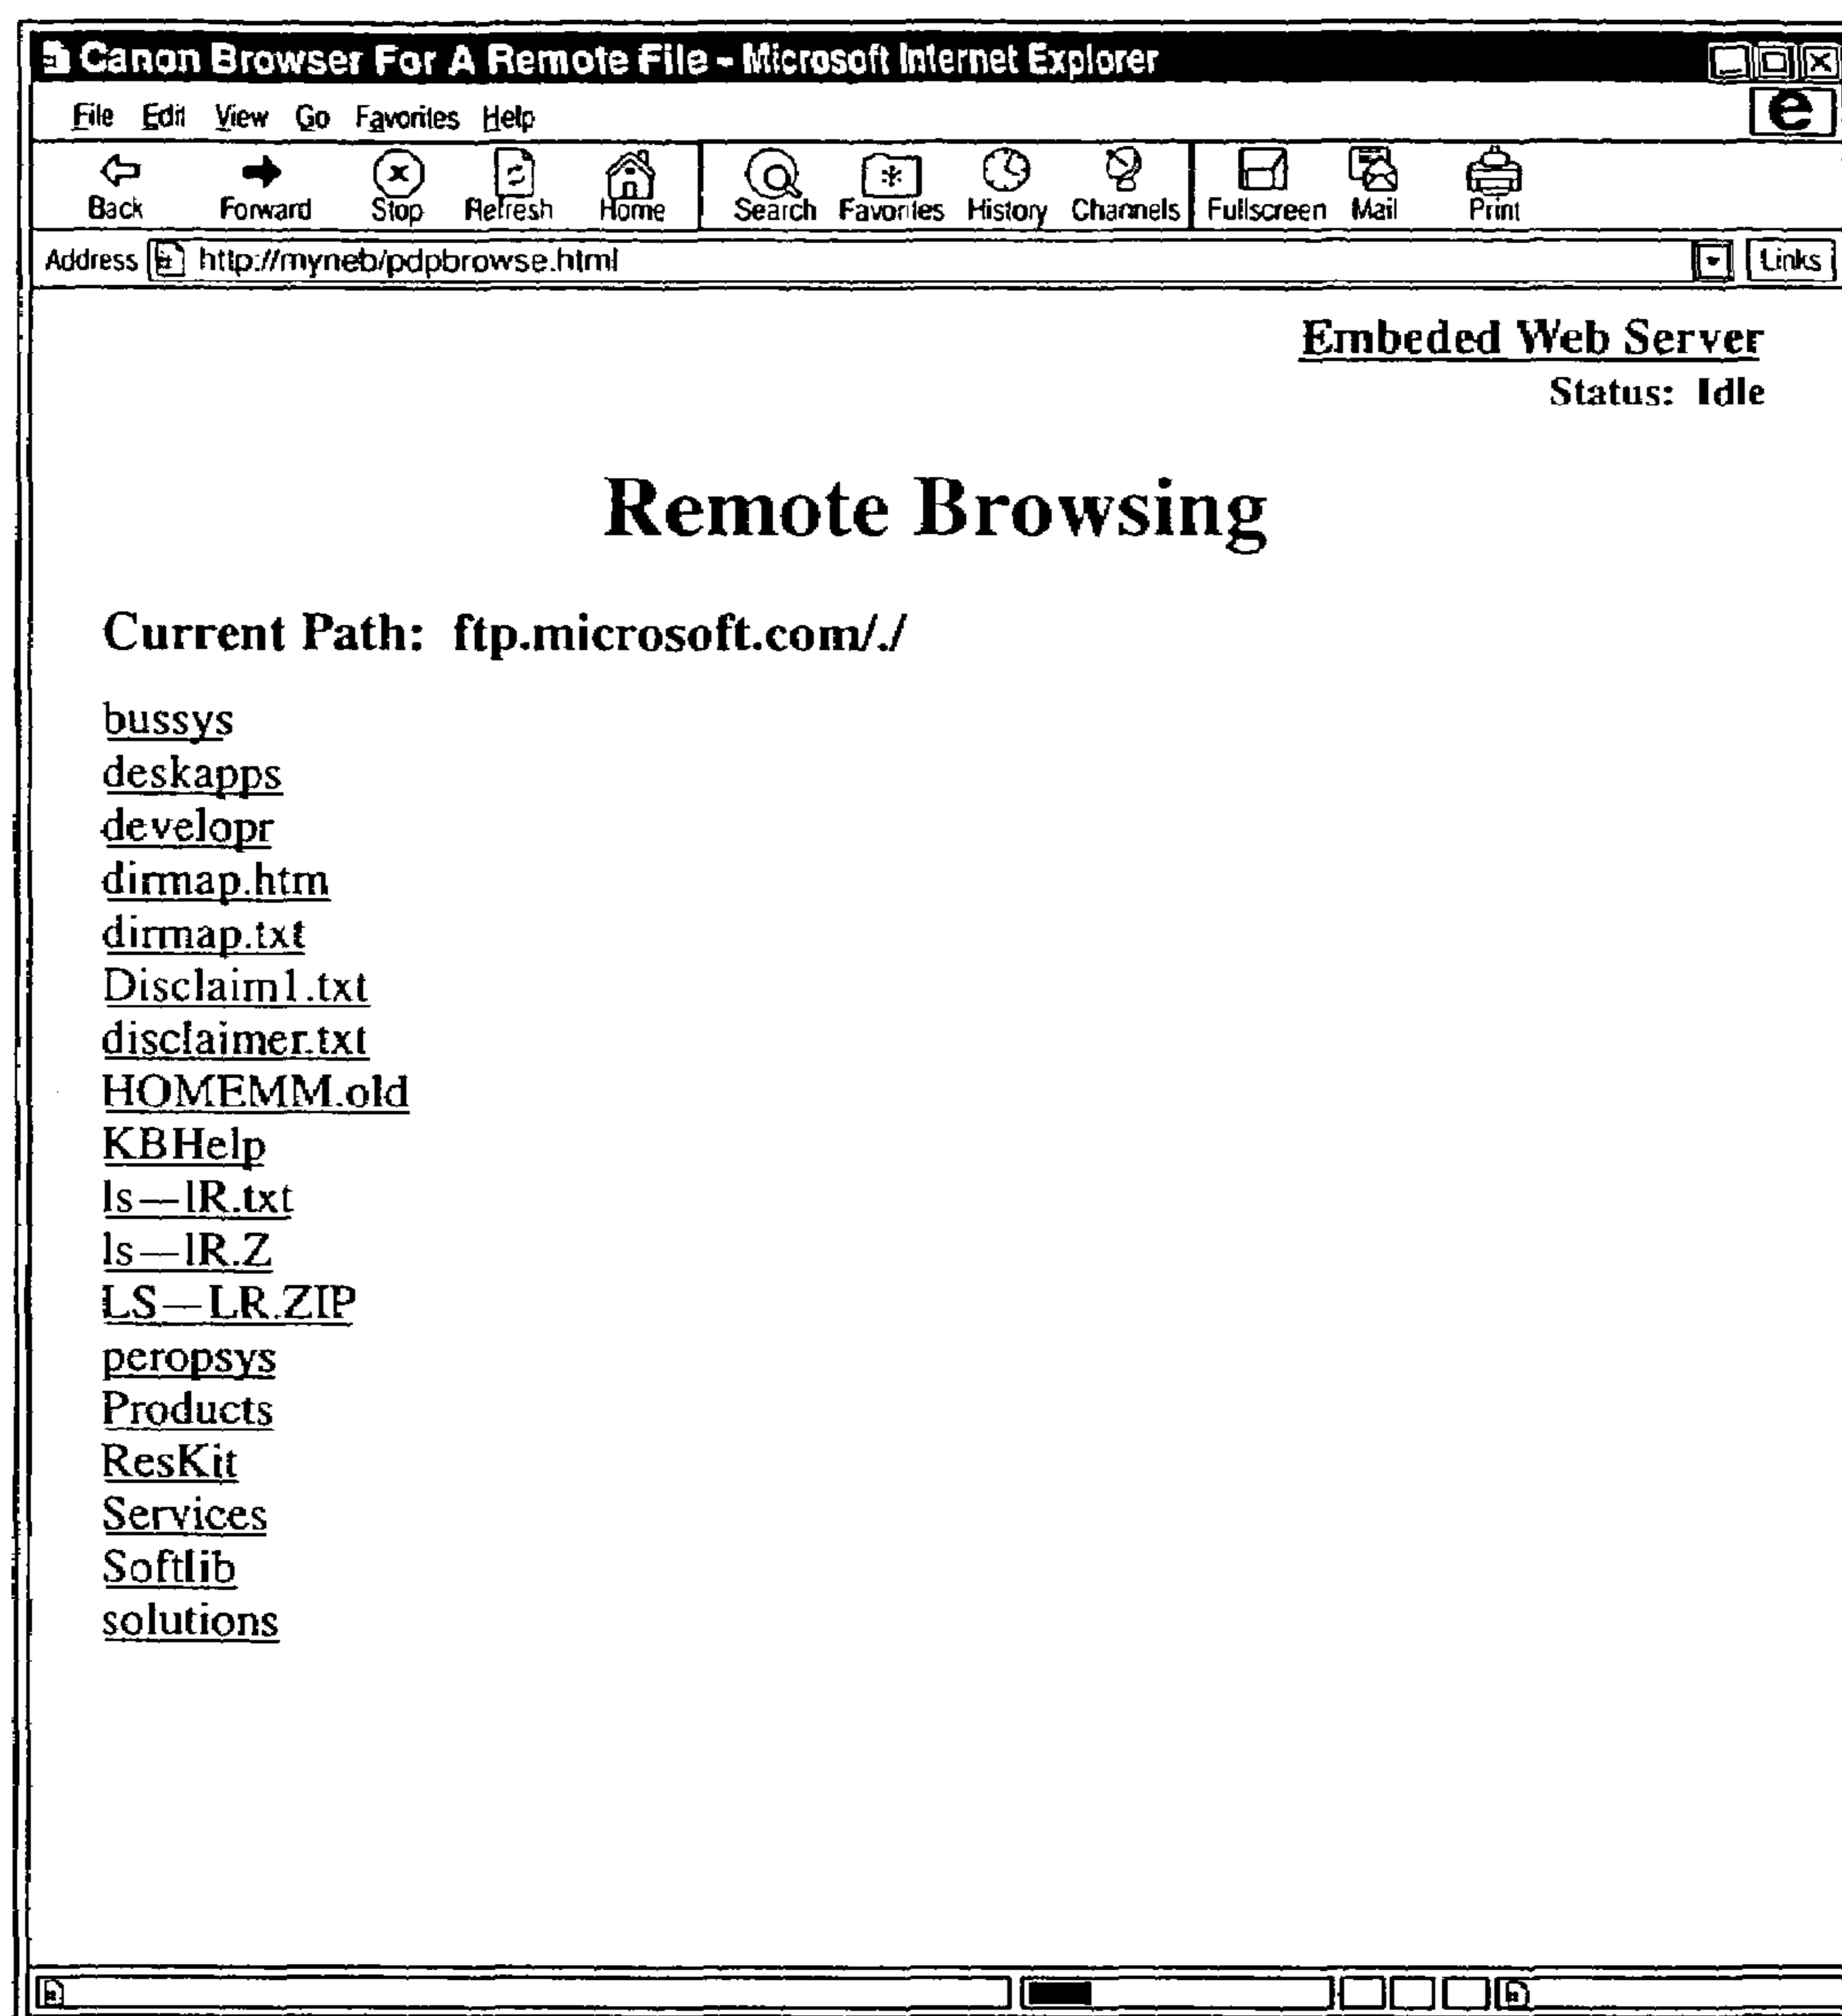 Canon Browser For A Remote File - Microsoft Internet Explorer
File Edit View Go Favorites Help
e
Back Forward Stop Refresh Home Search Favorites History Channels Fullscreen Mail Print
Address http://myneb/pdpbrowse.html Links
Embeded Web Server
Status: Idle
Remote Browsing
Current Path: ftp.microsoft.com/./
bussys
deskapps
developr
dirmap.htm
dirmap.txt
Disclaim1.txt
disclaimer.txt
HOMEMM.old
KBHelp
ls—lR.txt
ls—lR.Z
LS—LR.ZIP
peropsys
Products
ResKit
Services
Softlib
solutions